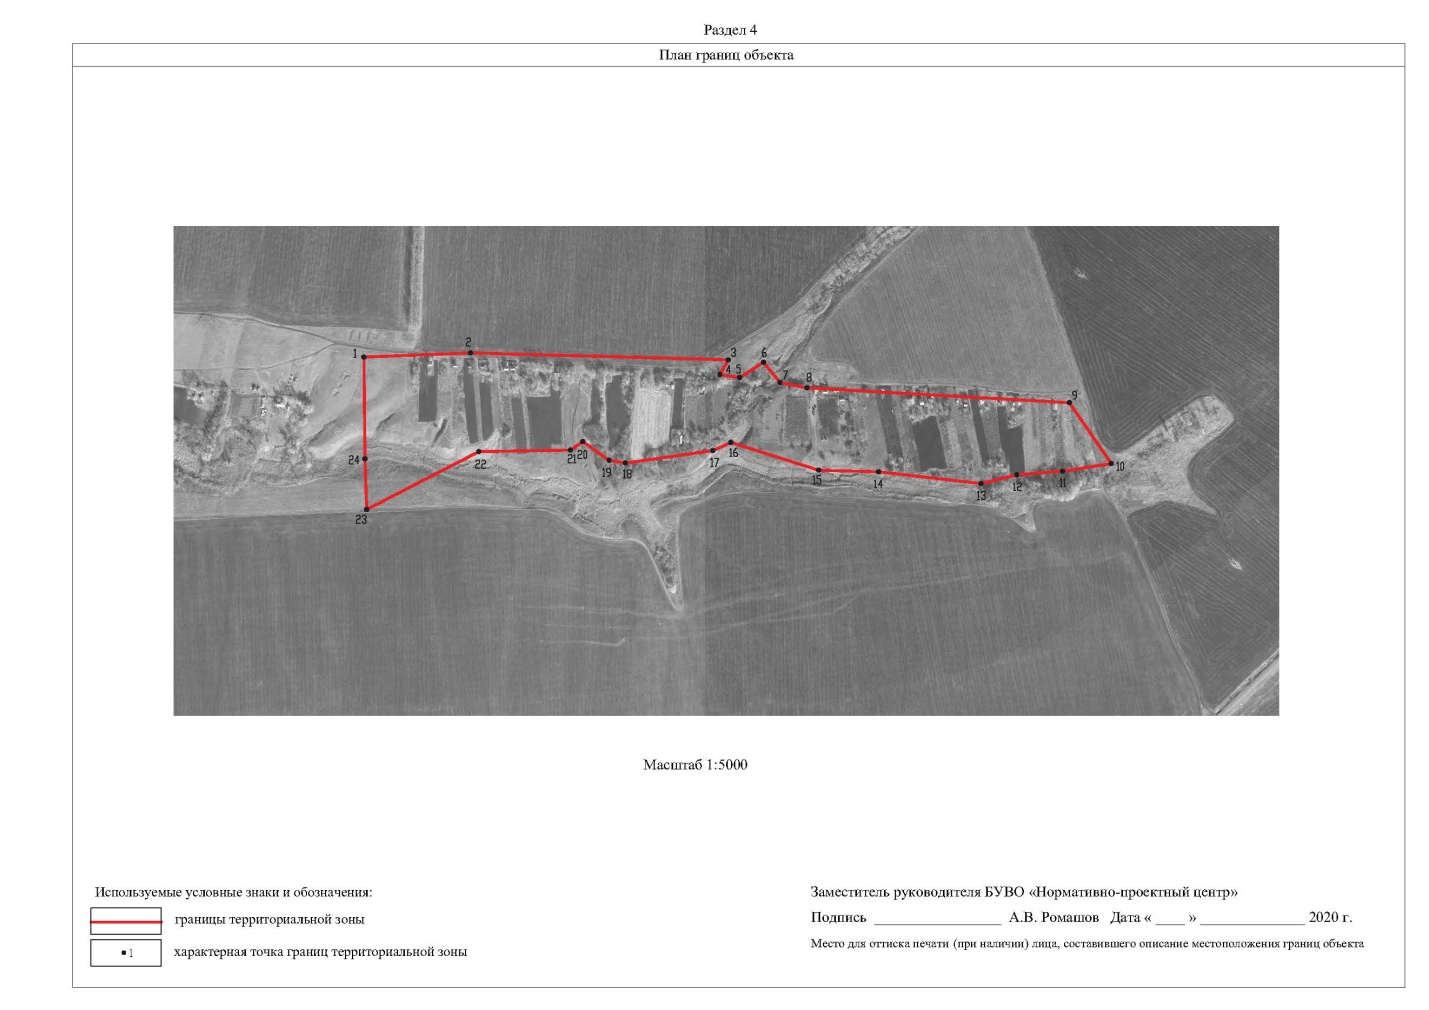 Раздел 4
План границ объекта
1
2
3
4
5
6
7
8
9
10
11
12
13
14
15
16
17
18
19
20
21
22
23
24
Масштаб 1:5000
Используемые условные знаки и обозначения:
границы территориальной зоны
1
характерная точка границ территориальной зоны
Заместитель руководителя БУВО «Нормативно-проектный центр»
Подпись _________________ А.В. Ромашов Дата « ____ » ______________ 2020 г.
Место для оттиска печати (при наличии) лица, составившего описание местоположения границ объекта